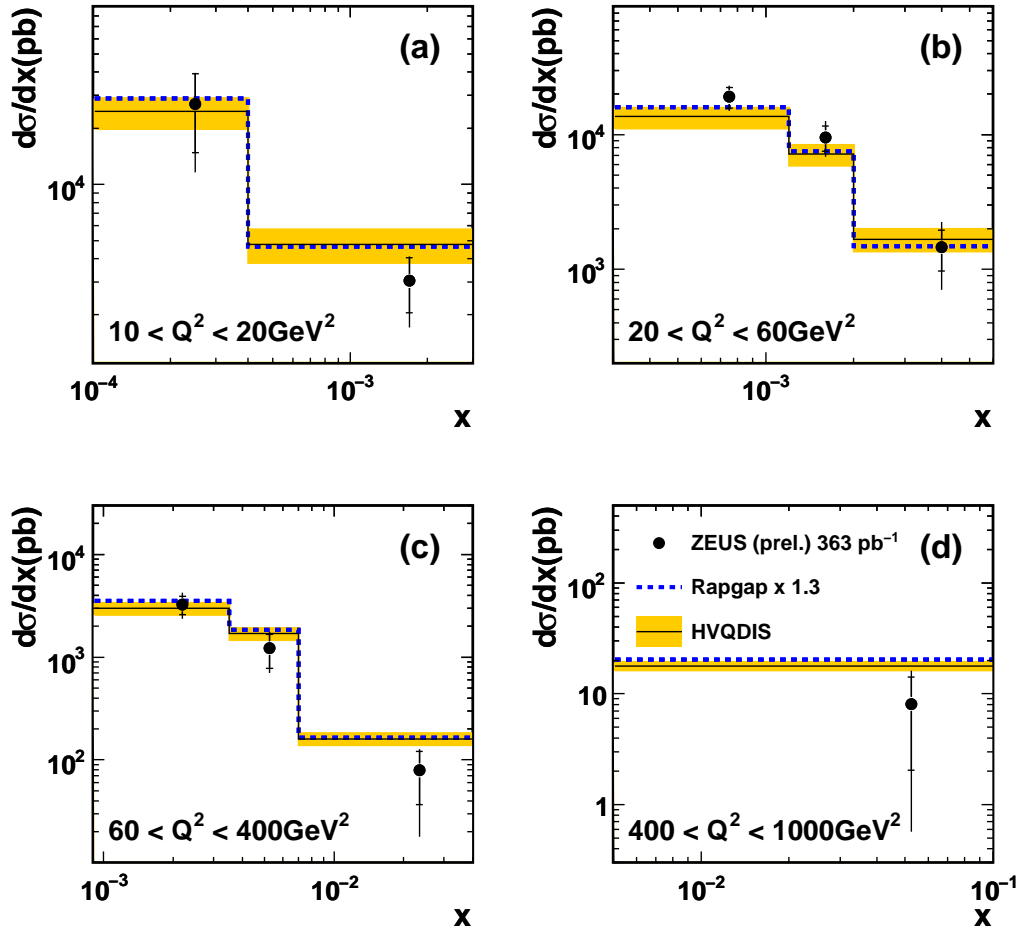 (a)
dσ/dx(pb)
10⁴
10 < Q² < 20GeV²
10⁻⁴
10⁻³
x
(b)
dσ/dx(pb)
10⁴
10³
20 < Q² < 60GeV²
10⁻³
x
(c)
dσ/dx(pb)
10⁴
10³
10²
60 < Q² < 400GeV²
10⁻³
10⁻²
x
(d)
dσ/dx(pb)
10²
10
1
ZEUS (prel.) 363 pb⁻¹
Rapgap x 1.3
HVQDIS
400 < Q² < 1000GeV²
10⁻²
10⁻¹
x